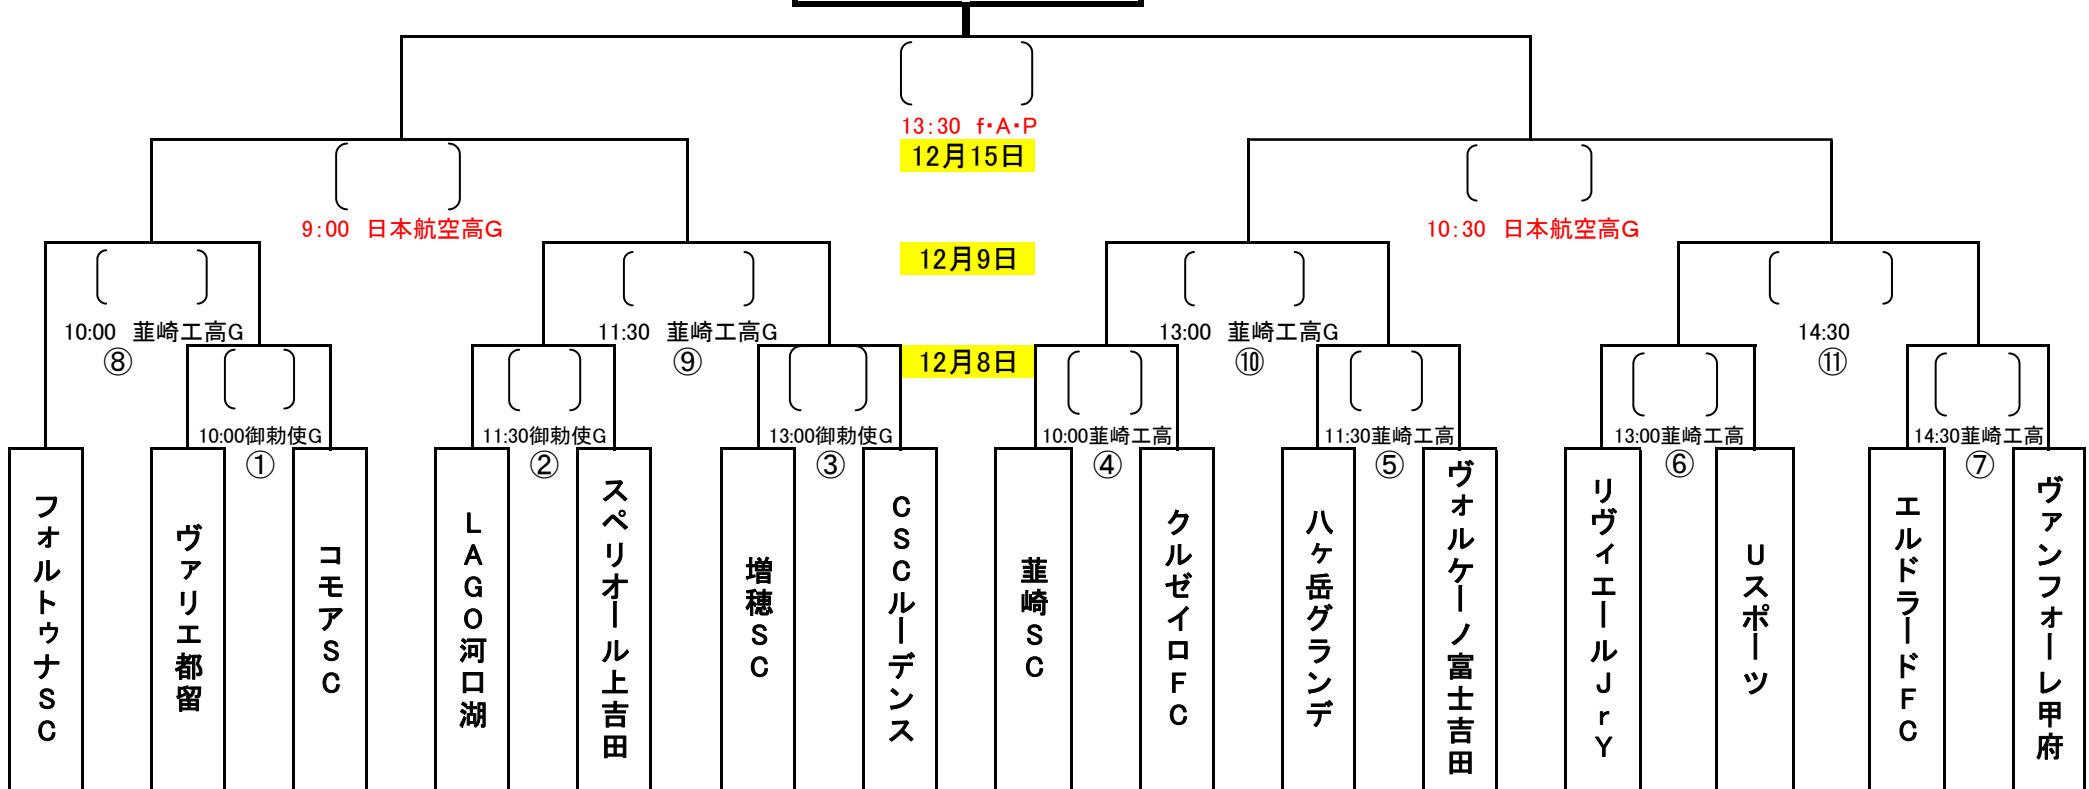 13:30 f・A・P
12月15日
9:00 日本航空高G
10:30 日本航空高G
12月9日
10:00 韮崎工高G
⑧
11:30 韮崎工高G
⑨
13:00 韮崎工高G
⑩
14:30
⑪
12月8日
10:00御勅使G
①
11:30御勅使G
②
13:00御勅使G
③
10:00韮崎工高
④
11:30韮崎工高
⑤
13:00韮崎工高
⑥
14:30韮崎工高
⑦
フォルトゥナSC
ヴァリエ都留
コモアSC
LAGO河口湖
スペリオール上吉田
増穂SC
CSCルーデンス
韮崎SC
クルゼイロFC
八ヶ岳グランデ
ヴォルケーノ富士吉田
リヴィエールJrY
Uスポーツ
エルドラードFC
ヴァンフォーレ甲府